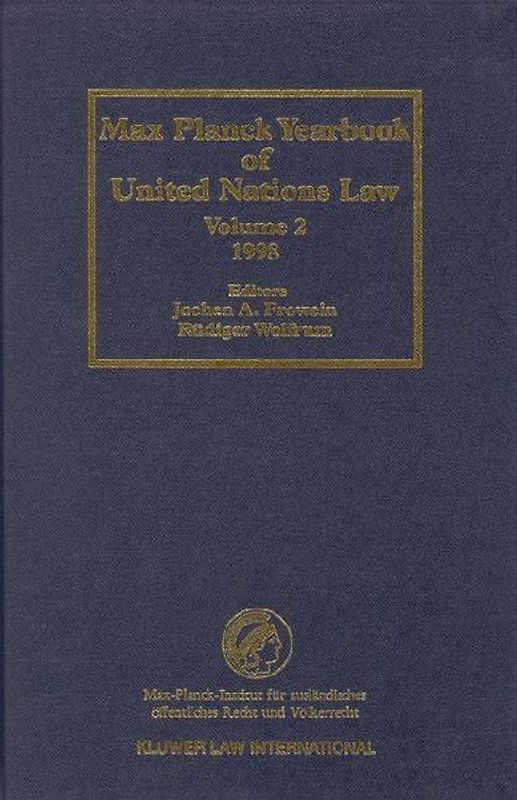 Max Planck Yearbook
of
United Nations Law
Volume 2
1998
Editors
Jochen A. Frowein
Rüdiger Wolfrum
Max-Planck-Institut für ausländisches
öffentliches Recht und Völkerrecht
KLUWER LAW INTERNATIONAL